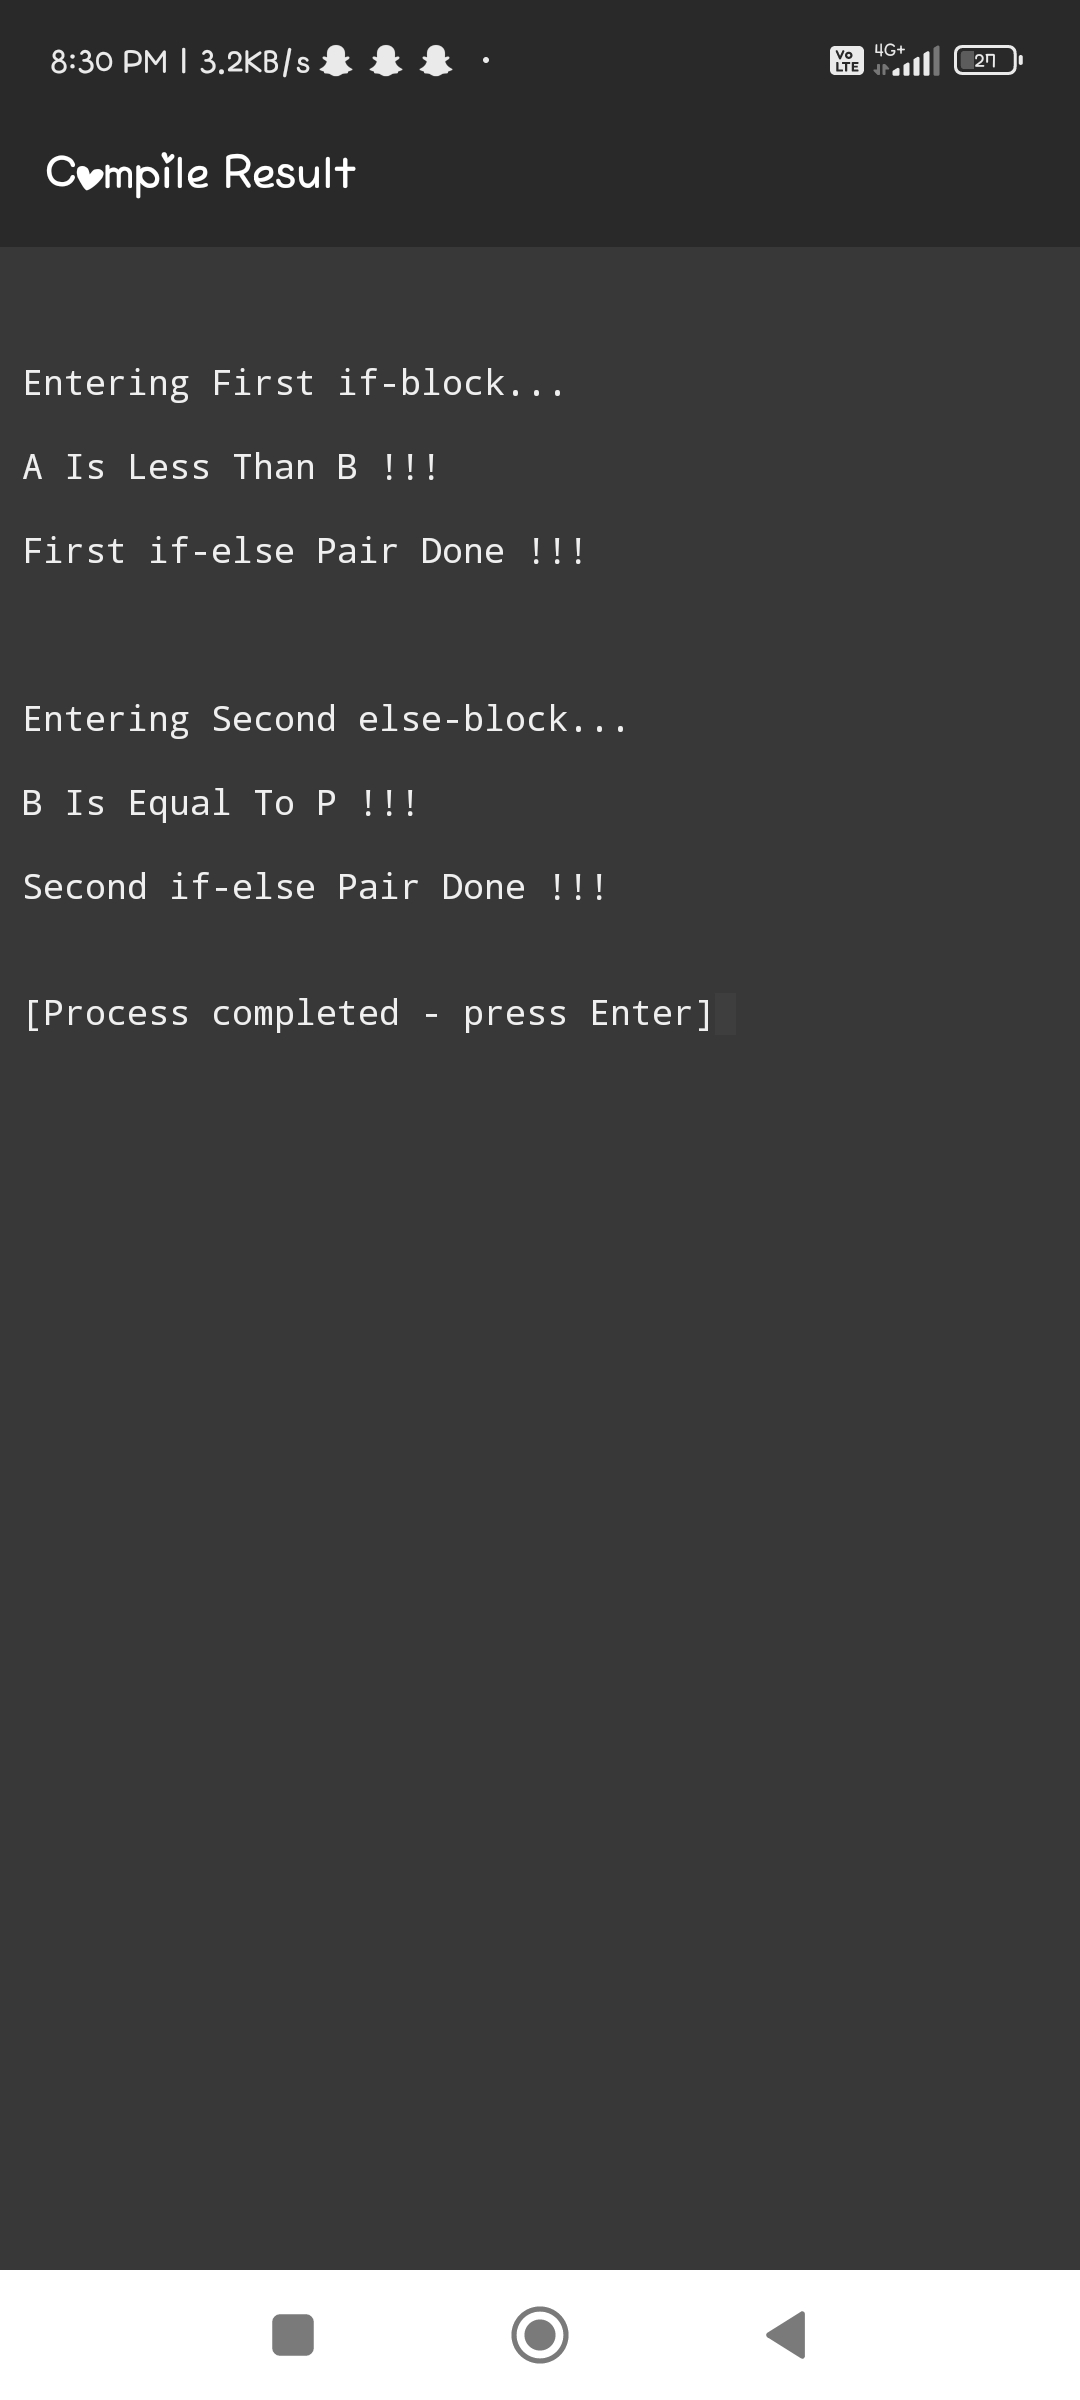 8:30 PM | 3.2KB/s
Vo LTE 4G+ 27
Compile Result
Entering First if-block...
A Is Less Than B !!!
First if-else Pair Done !!!
Entering Second else-block...
B Is Equal To P !!!
Second if-else Pair Done !!!
[Process completed - press Enter]